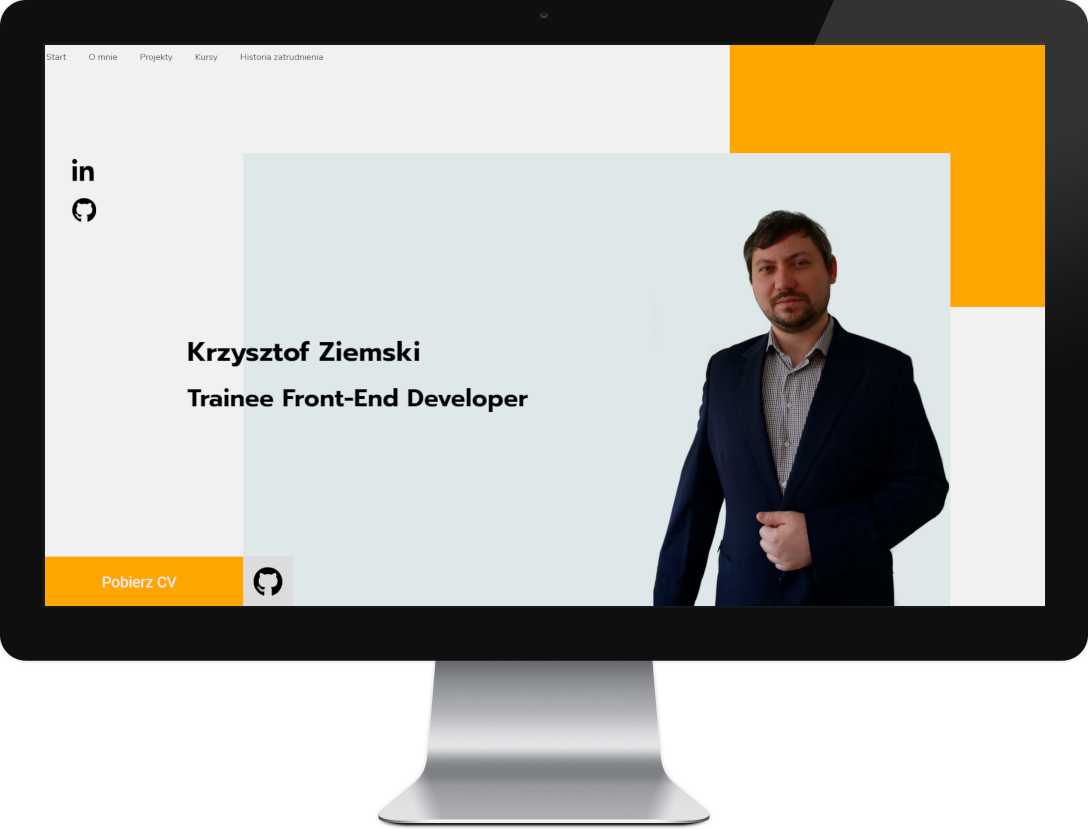 Start O mnie Projekty Kursy Historia zatrudnienia
in
Krzysztof Ziemski
Trainee Front-End Developer
Pobierz CV